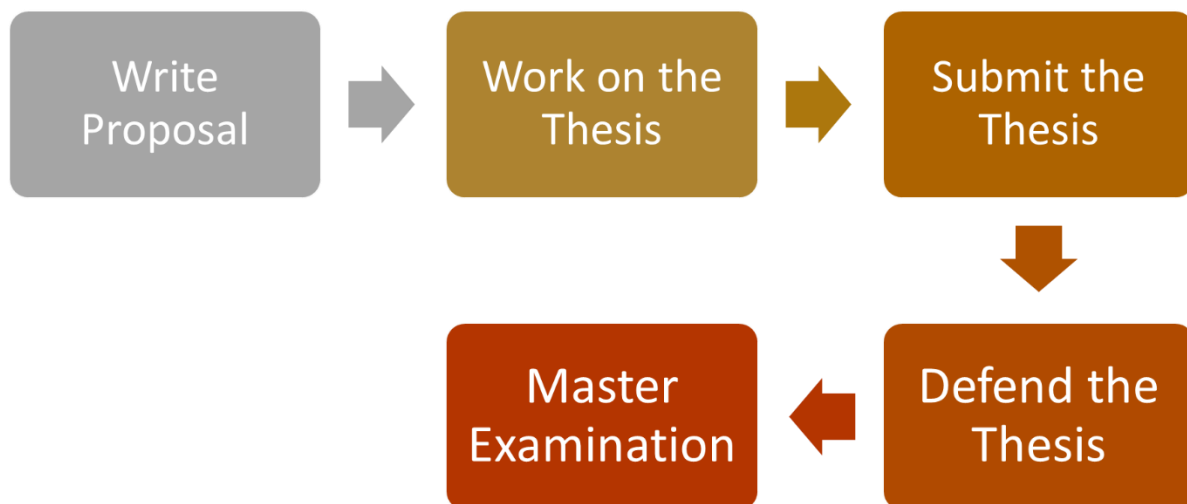 Write
Proposal
Work on the
Thesis
Submit the
Thesis
Defend the
Thesis
Master
Examination